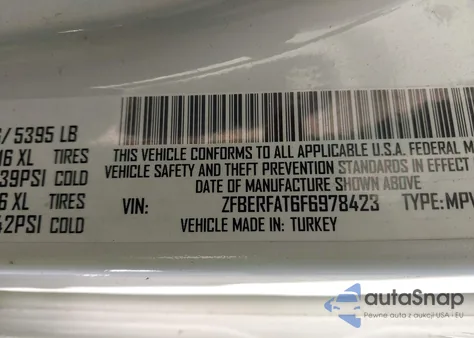 / 5395 LB
16 XL TIRES
39PSI COLD
6 XL TIRES
42PSI COLD
THIS VEHICLE CONFORMS TO ALL APPLICABLE U.S.A. FEDERAL M
VEHICLE SAFETY AND THEFT PREVENTION STANDARDS IN EFFECT
DATE OF MANUFACTURE SHOWN ABOVE
VIN: ZFBERFAT6F6978423 TYPE: MPV
VEHICLE MADE IN: TURKEY
autoSnap
Pewne auta z aukcji USA i EU